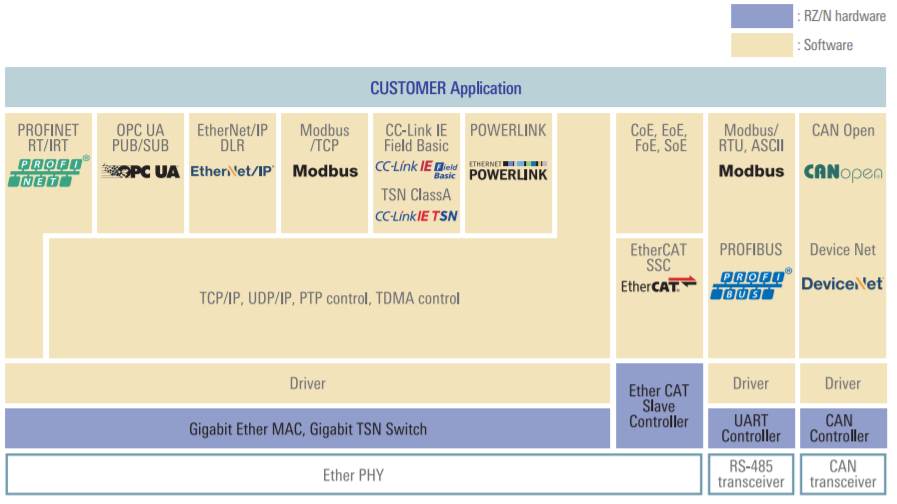 : RZ/N hardware
: Software
CUSTOMER Application
PROFINET
RT/IRT
PROFI
NET®
OPC UA
PUB/SUB
OPC UA
EtherNet/IP
DLR
EtherNet/IP®
Modbus
/TCP
Modbus
CC-Link IE
Field Basic
CC-Link IE Field
Basic
TSN ClassA
CC-Link IE TSN
POWERLINK
ETHERNET
POWERLINK
CoE, EoE,
FoE, SoE
Modbus/
RTU, ASCII
Modbus
CAN Open
CANopen
TCP/IP, UDP/IP, PTP control, TDMA control
EtherCAT
SSC
EtherCAT®
PROFIBUS
PROFI
BUS®
Device Net
DeviceNet
Driver
Ether CAT
Slave
Controller
Driver
Driver
Gigabit Ether MAC, Gigabit TSN Switch
UART
Controller
CAN
Controller
Ether PHY
RS-485
transceiver
CAN
transceiver